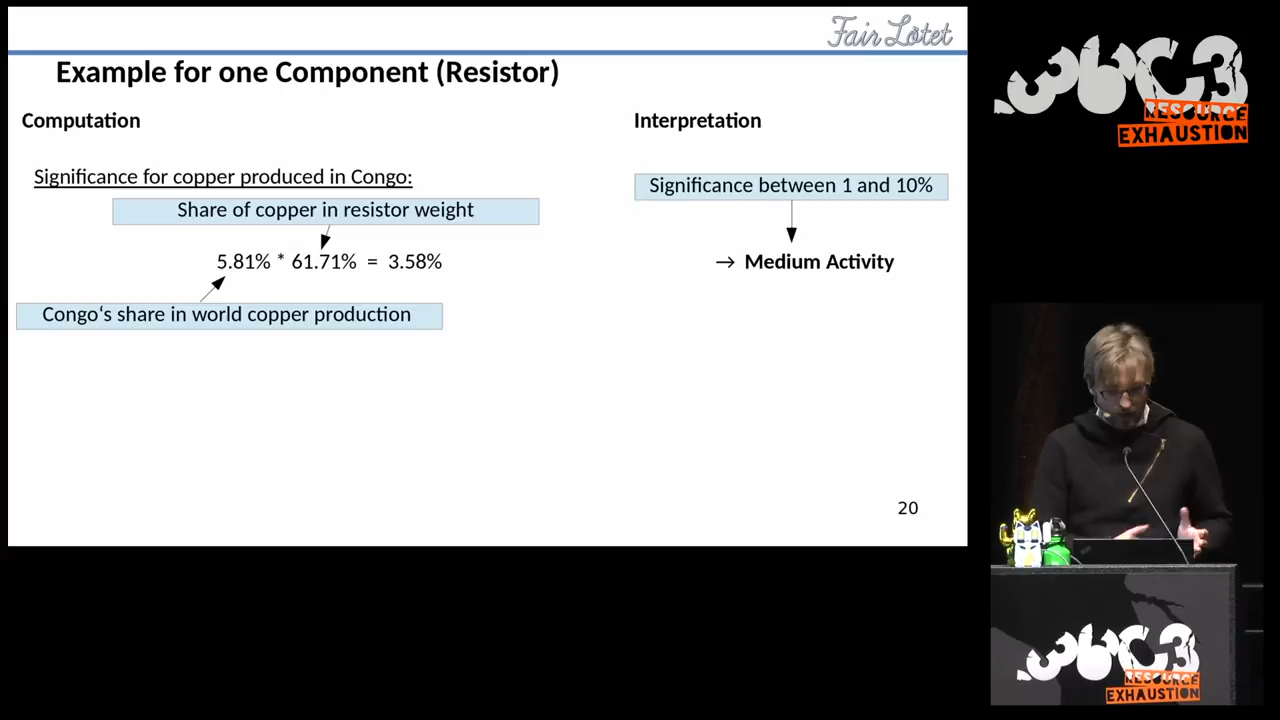 Fair Lötet
Example for one Component (Resistor)
Computation
Interpretation
Significance for copper produced in Congo:
Significance between 1 and 10%
Share of copper in resistor weight
5.81% * 61.71% = 3.58%
→ Medium Activity
Congo‘s share in world copper production
20
36C3
RESOURCE
EXHAUSTION
36C3
RESOURCE
EXHAUSTION